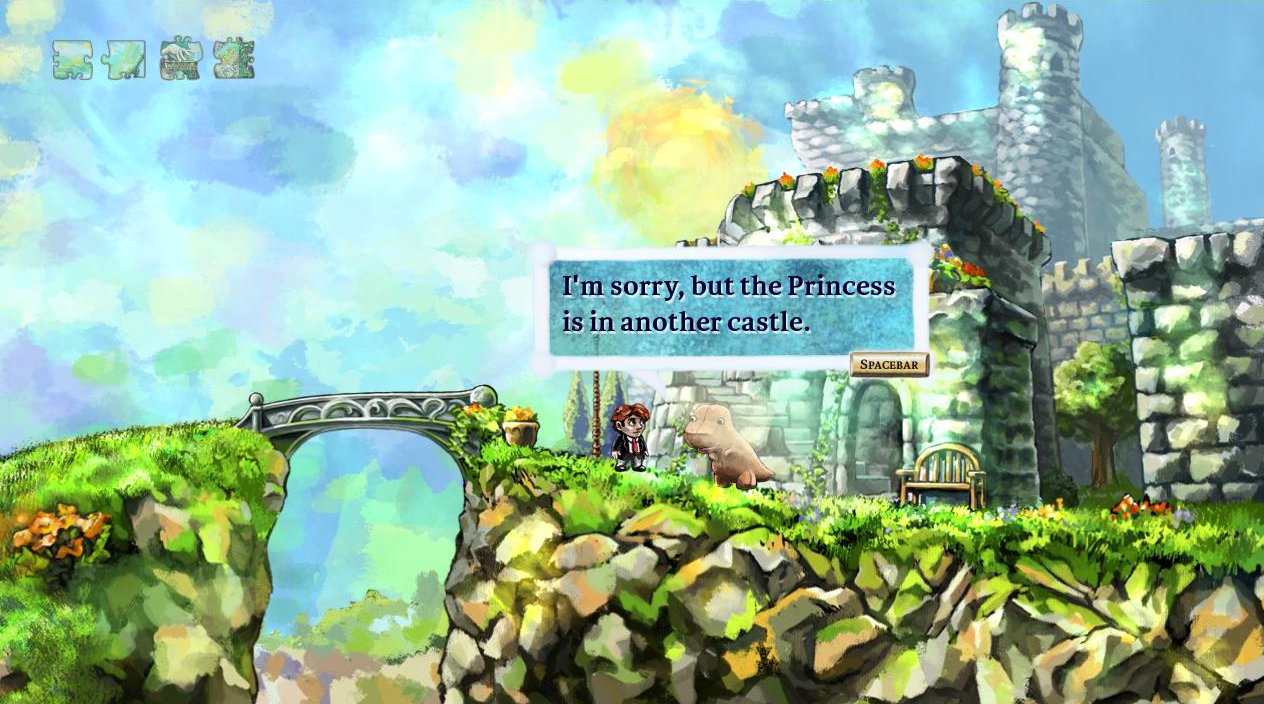 I'm sorry, but the Princess
is in another castle.
SPACEBAR